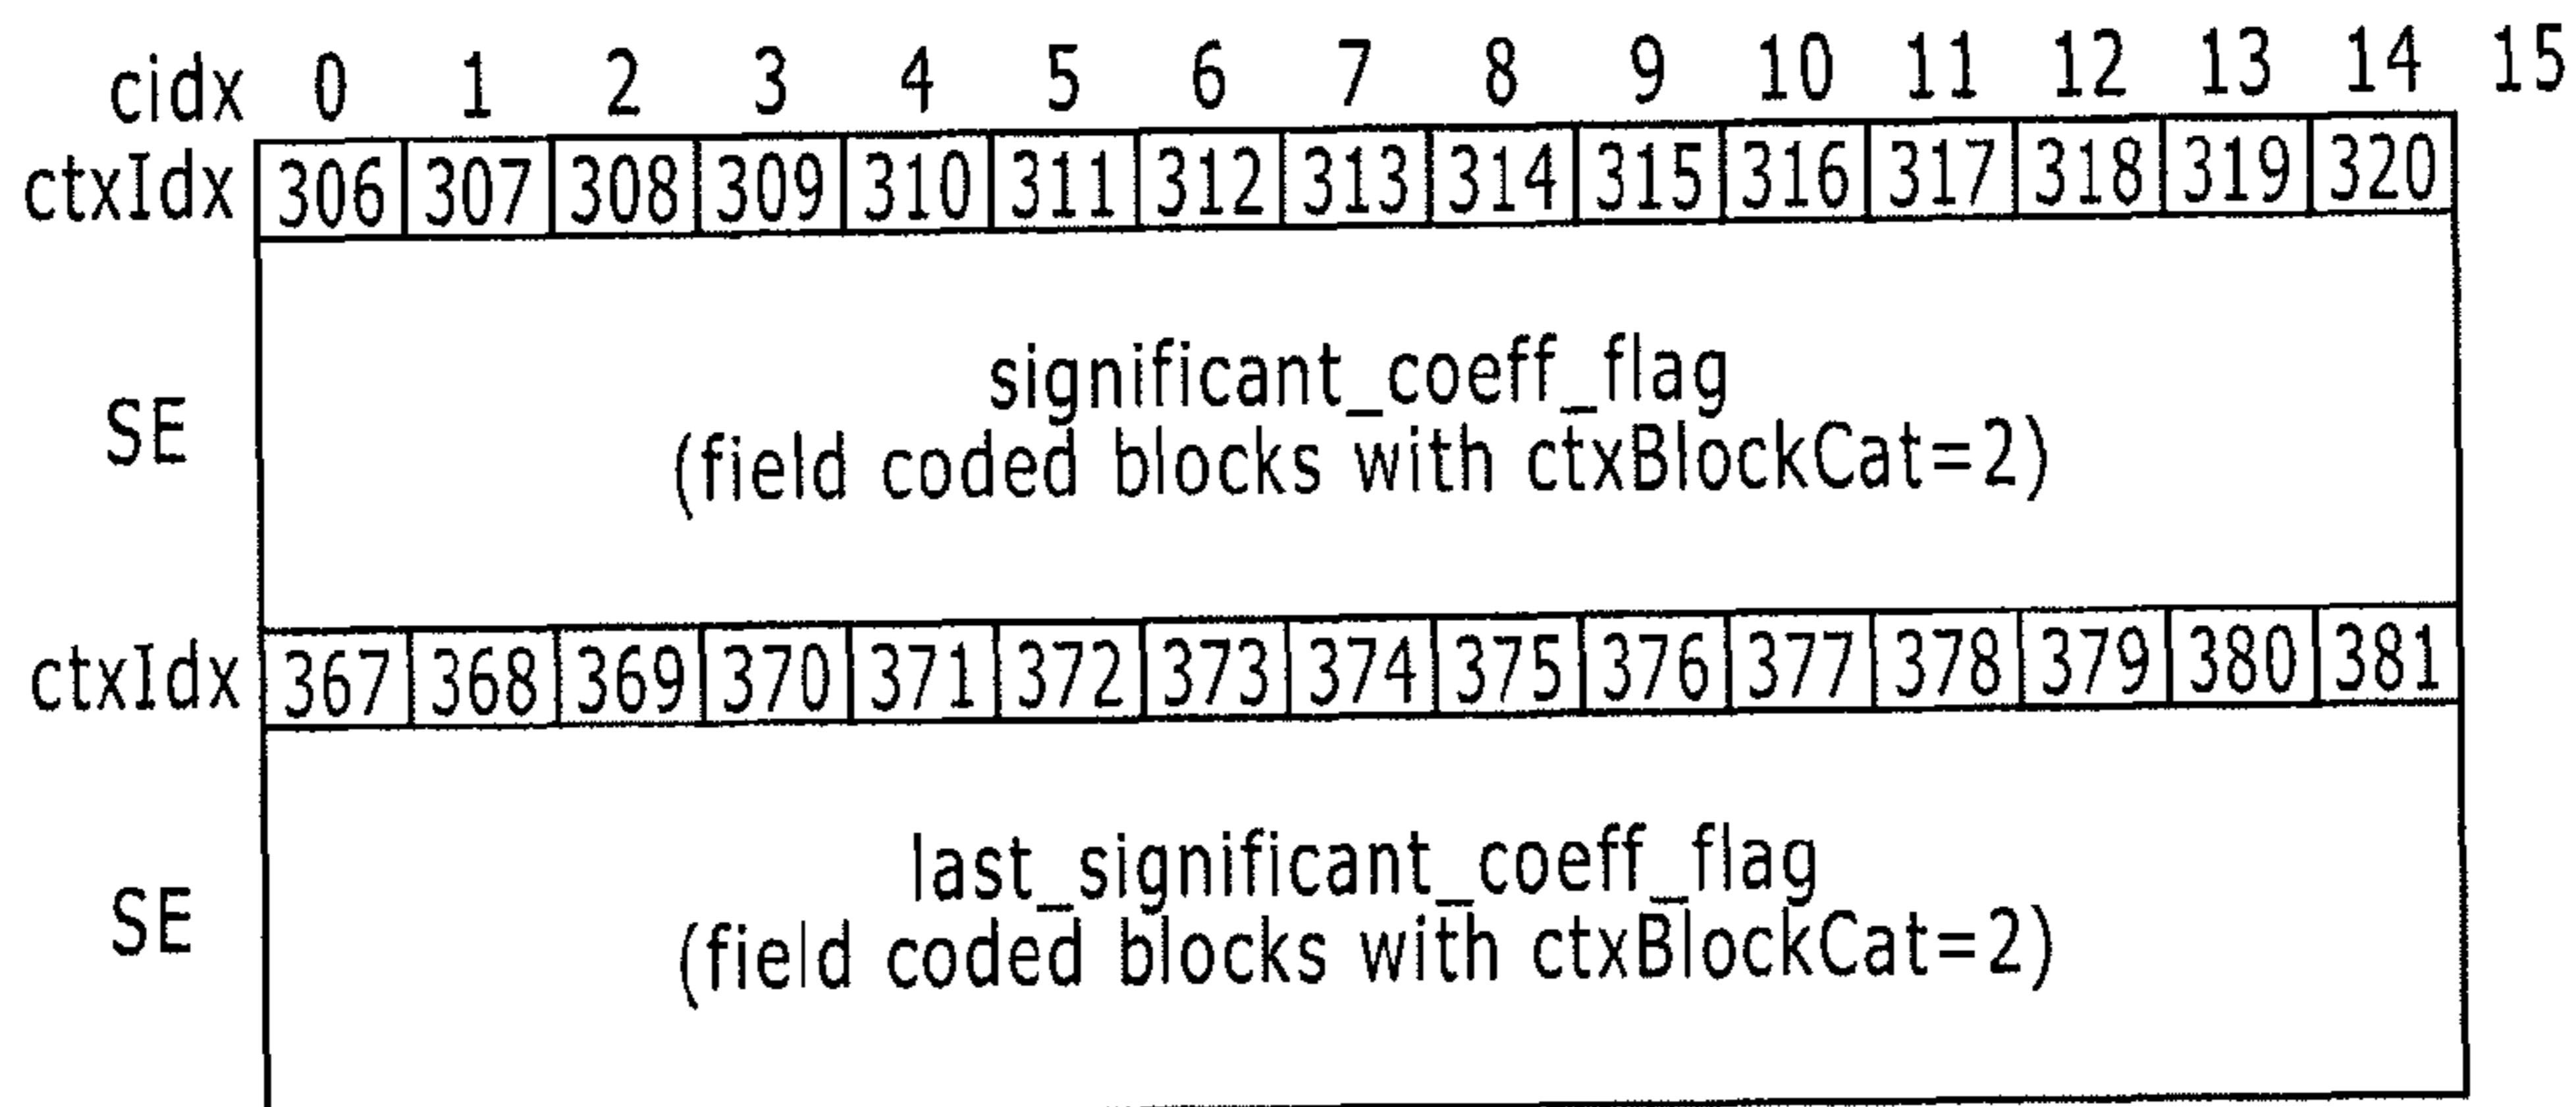 cidx 0 1 2 3 4 5 6 7 8 9 10 11 12 13 14 15
ctxIdx 306 307 308 309 310 311 312 313 314 315 316 317 318 319 320
significant_coeff_flag
SE
(field coded blocks with ctxBlockCat=2)
ctxIdx 367 368 369 370 371 372 373 374 375 376 377 378 379 380 381
last_significant_coeff_flag
SE
(field coded blocks with ctxBlockCat=2)